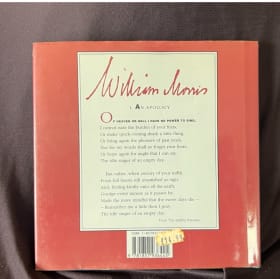 William Morris
AN APOLOGY
OF HEAVEN OR HELL I HAVE NO POWER TO SING,
I cannot ease the burden of your fears,
Or make quick-coming death a little thing,
Or bring again the pleasure of past years,
Nor for my words shall ye forget your tears,
Or hope again for aught that I can say,
The idle singer of an empty day.
But rather, when aweary of your mirth,
From full hearts still unsatisfied ye sigh,
And, feeling kindly unto all the earth,
Grudge every minute as it passes by,
Made the more mindful that the sweet days die—
—Remember me a little then I pray,
The idle singer of an empty day.
From The Earthly Paradise